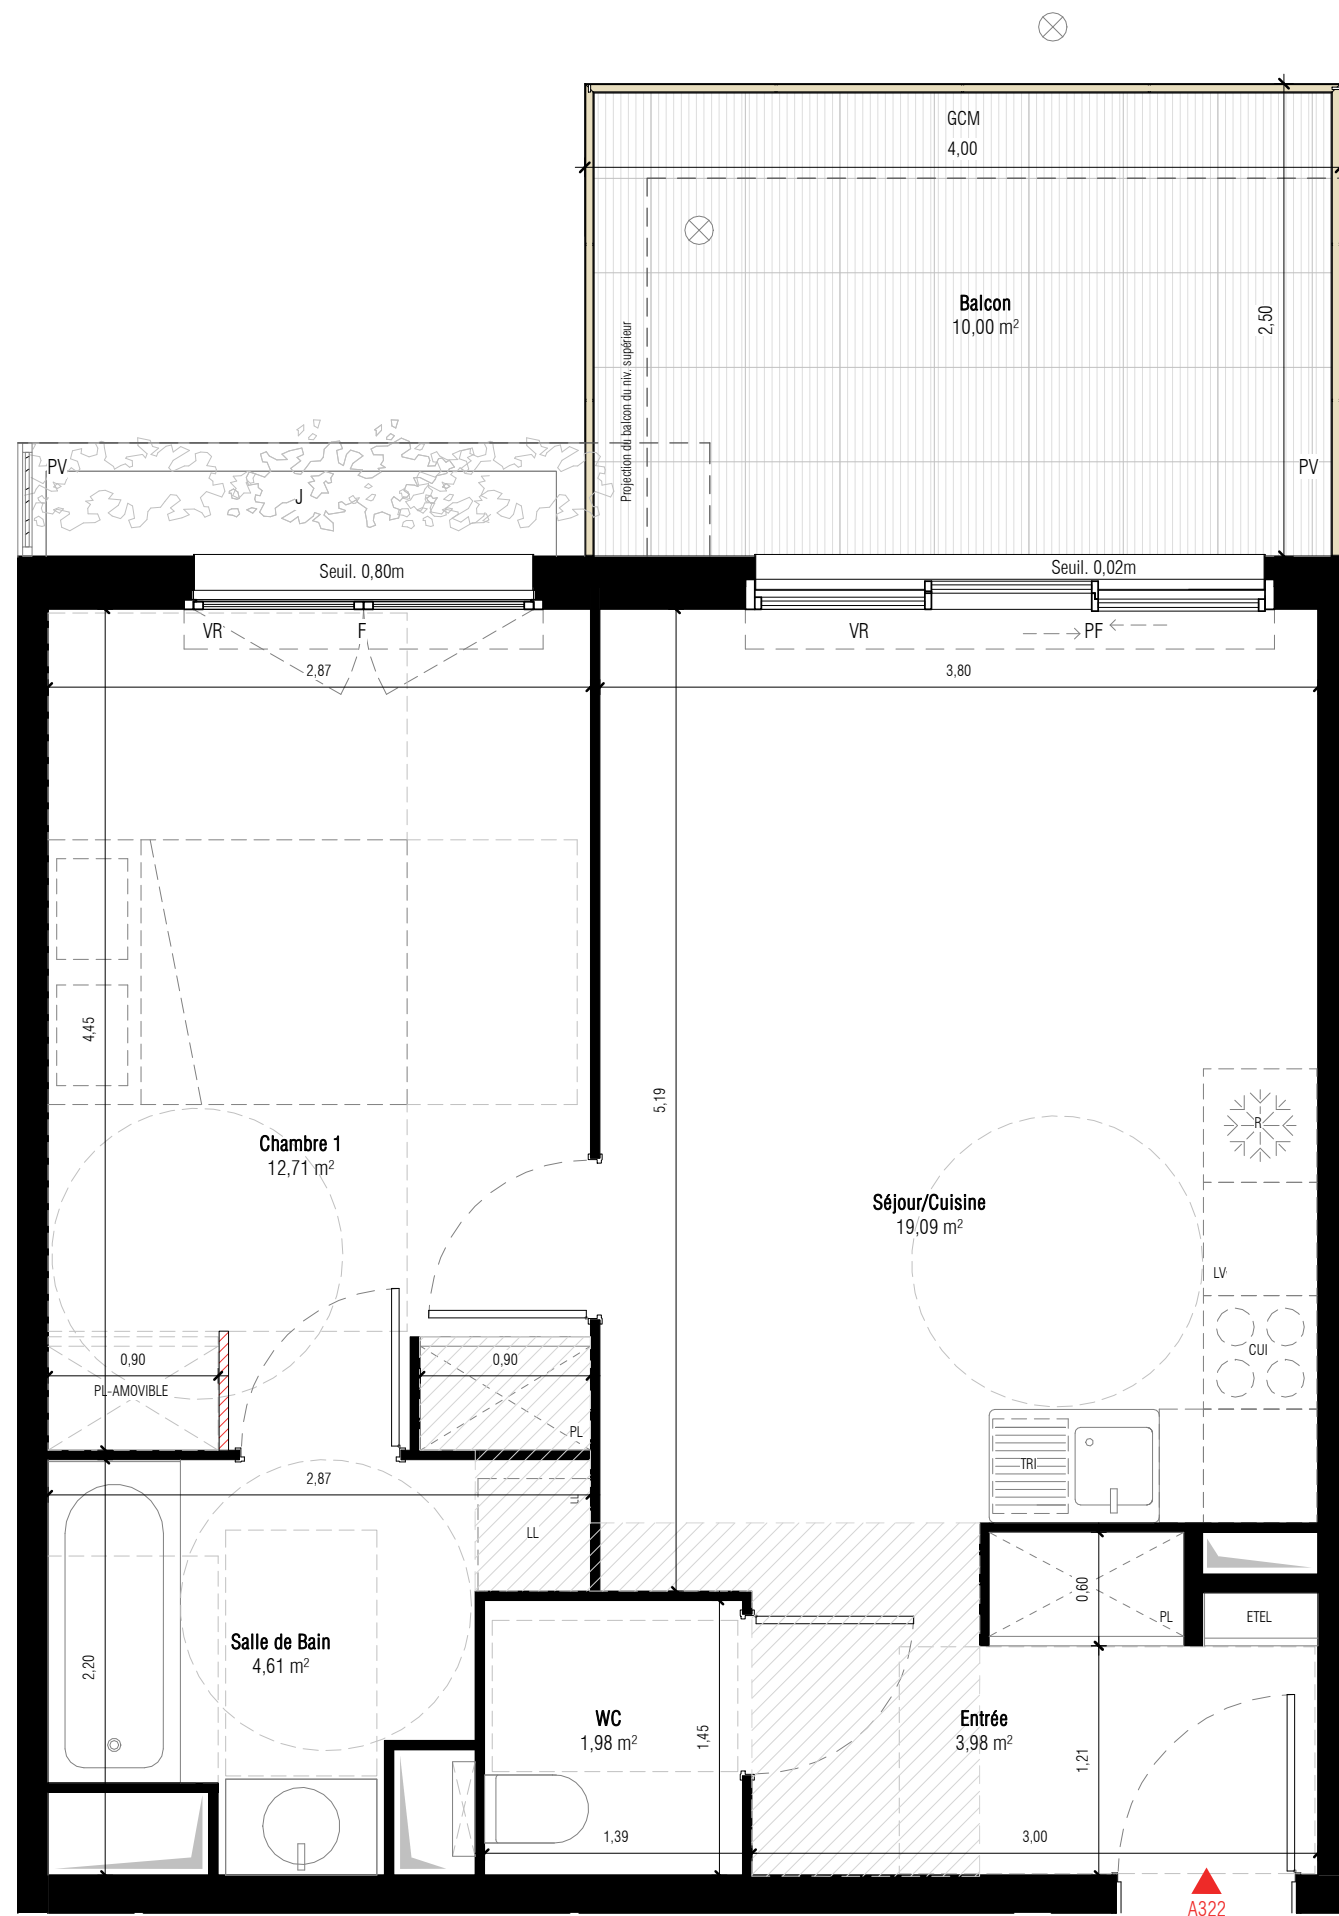 GCM
4,00
Balcon
10,00 m²
2,50
Projection du balcon du niv. supérieur
PV
J
PV
Seuil. 0,80m
Seuil. 0,02m
VR
F
VR
PF
2,87
3,80
4,45
5,19
R
Chambre 1
12,71 m²
Séjour/Cuisine
19,09 m²
LV
CUI
0,90
PL-AMOVIBLE
0,90
PL
TRI
2,87
LL
LL
0,60
PL
ETEL
Salle de Bain
4,61 m²
2,20
WC
1,98 m²
1,45
Entrée
3,98 m²
1,21
1,39
3,00
A322